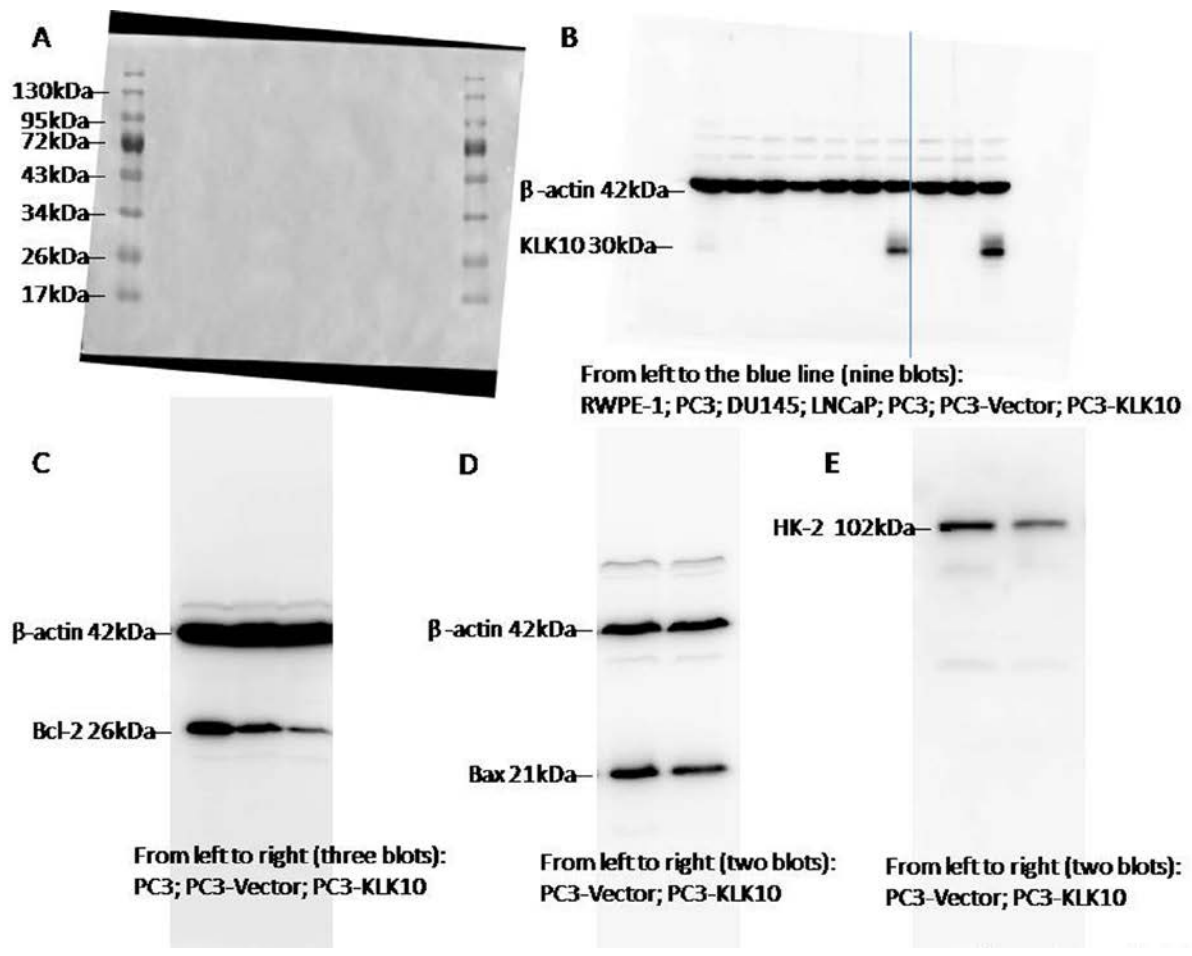 A
130kDa
95kDa
72kDa
43kDa
34kDa
26kDa
17kDa
B
β-actin 42kDa
KLK10 30kDa
From left to the blue line (nine blots):
RWPE-1; PC3; DU145; LNCaP; PC3; PC3-Vector; PC3-KLK10
C
β-actin 42kDa
Bcl-2 26kDa
From left to right (three blots):
PC3; PC3-Vector; PC3-KLK10
D
β-actin 42kDa
Bax 21kDa
From left to right (two blots):
PC3-Vector; PC3-KLK10
E
HK-2 102kDa
From left to right (two blots):
PC3-Vector; PC3-KLK10